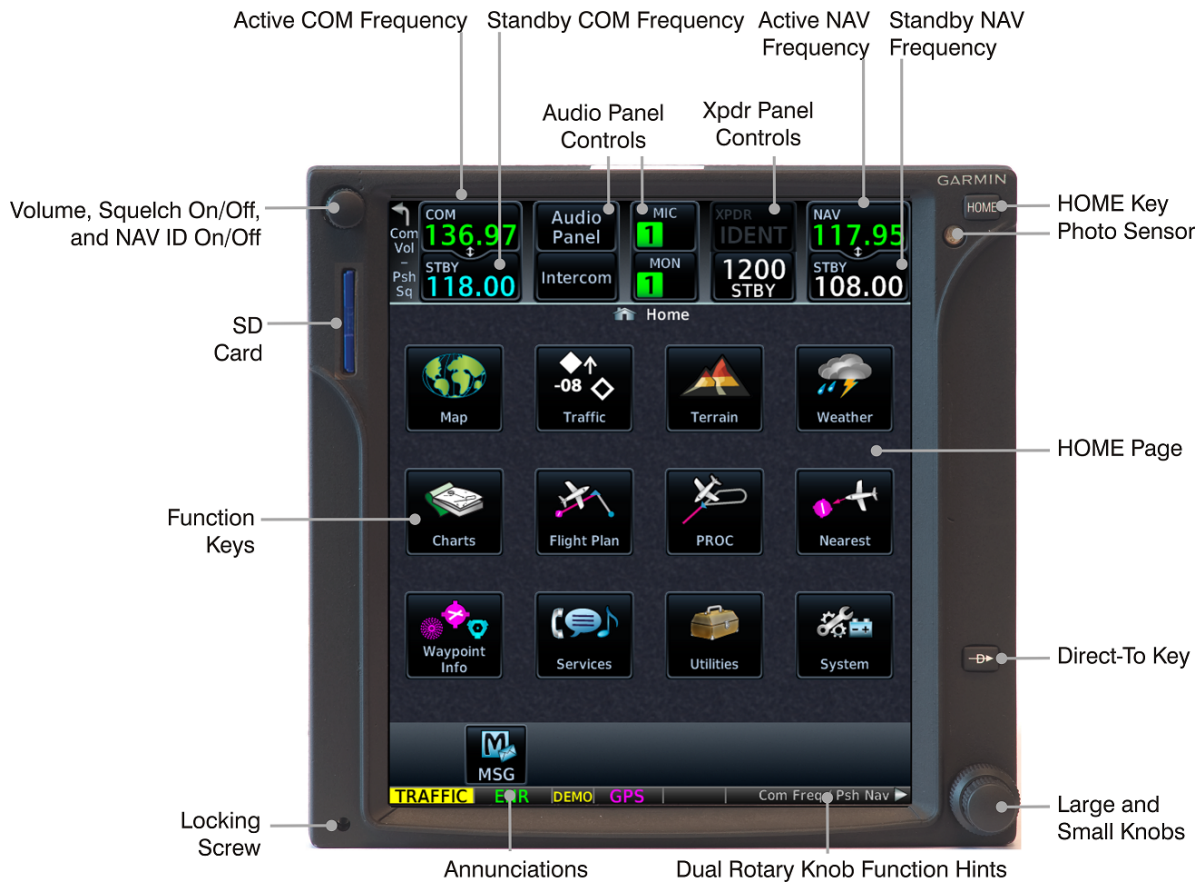 Active COM Frequency
Standby COM Frequency
Active NAV
Frequency
Standby NAV
Frequency
Audio Panel
Controls
Xpdr Panel
Controls
GARMIN
Volume, Squelch On/Off,
and NAV ID On/Off
HOME
HOME Key
Photo Sensor
Com
Vol
–
Psh
Sq
COM
136.97
STBY
118.00
Audio
Panel
Intercom
MIC
1
MON
1
XPDR
IDENT
1200
STBY
NAV
117.95
STBY
108.00
SD
Card
Home
Map
Traffic
-08
Terrain
Weather
HOME Page
Function
Keys
Charts
Flight Plan
PROC
Nearest
Waypoint
Info
Services
Utilities
System
D
Direct-To Key
MSG
TRAFFIC
DEMO
GPS
Com Freq
Psh Nav
Large and
Small Knobs
Locking
Screw
Annunciations
Dual Rotary Knob Function Hints